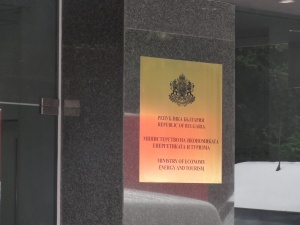 РЕПУБЛИКА БЪЛГАРИЯ
REPUBLIC OF BULGARIA
МИНИСТЕРСТВО НА ИКОНОМИКАТА
ЕНЕРГЕТИКАТА И ТУРИЗМА
MINISTRY OF ECONOMY
ENERGY AND TOURISM